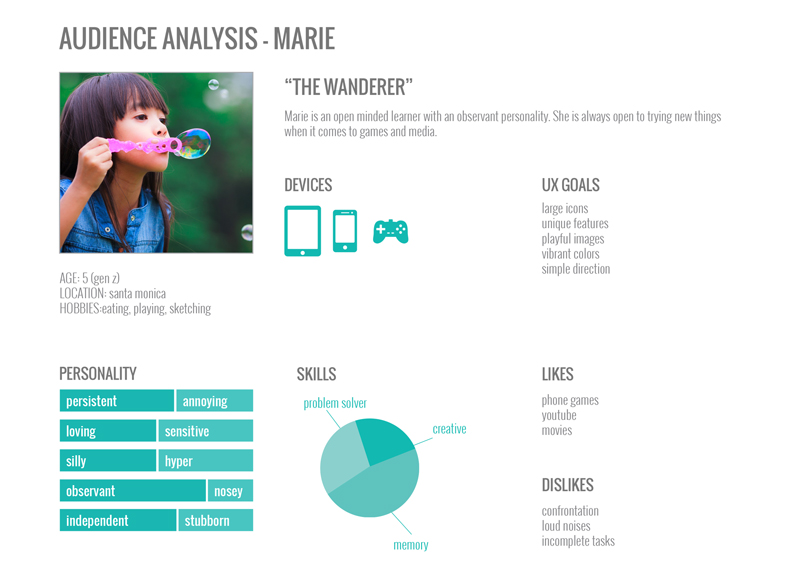 AUDIENCE ANALYSIS - MARIE
“THE WANDERER”
Marie is an open minded learner with an observant personality. She is always open to trying new things
when it comes to games and media.
DEVICES
UX GOALS
large icons
unique features
playful images
vibrant colors
simple direction
AGE: 5 (gen z)
LOCATION: santa monica
HOBBIES:eating, playing, sketching
PERSONALITY
persistent annoying
loving sensitive
silly hyper
observant nosey
independent stubborn
SKILLS
problem solver
creative
memory
LIKES
phone games
youtube
movies
DISLIKES
confrontation
loud noises
incomplete tasks